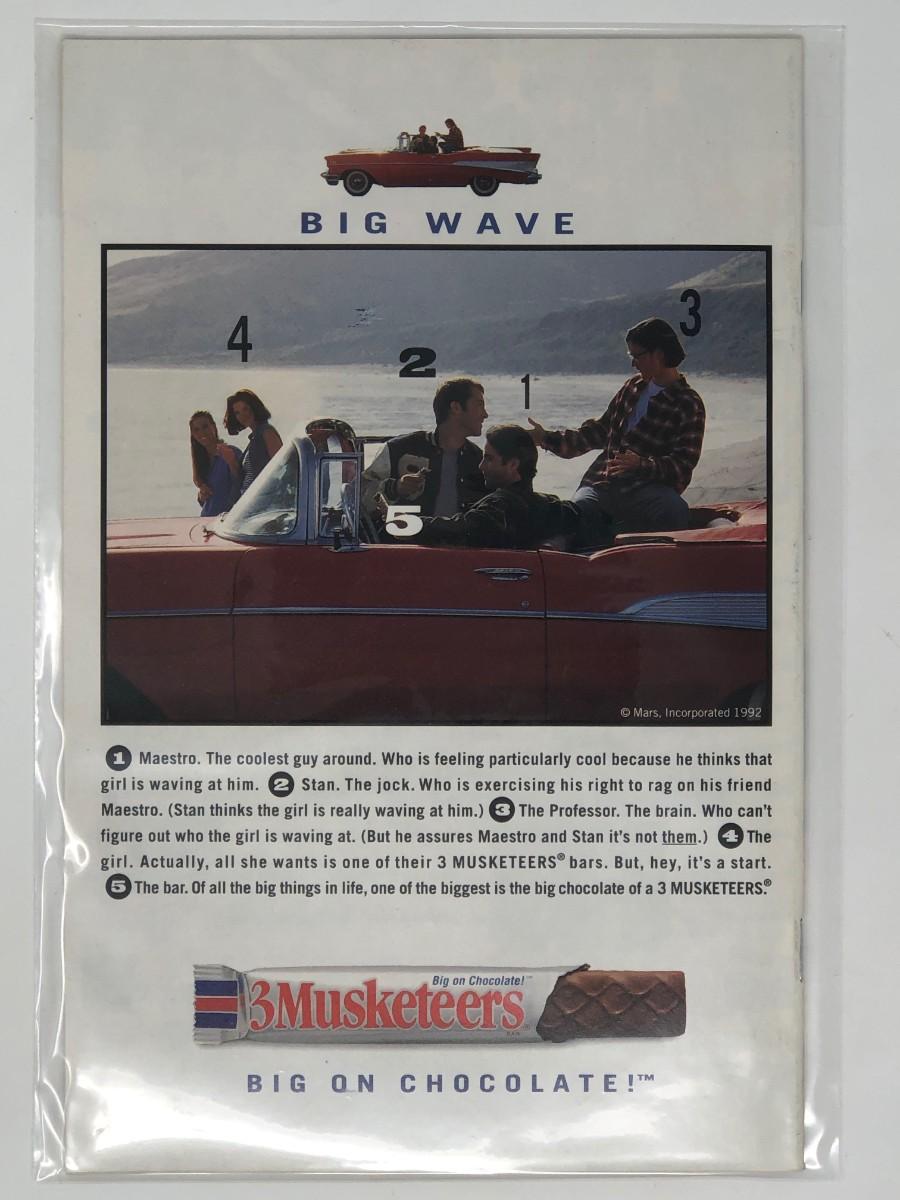 BIG WAVE
4
2
1
3
5
© Mars, Incorporated 1992
1 Maestro. The coolest guy around. Who is feeling particularly cool because he thinks that
girl is waving at him. 2 Stan. The jock. Who is exercising his right to rag on his friend
Maestro. (Stan thinks the girl is really waving at him.) 3 The Professor. The brain. Who can't
figure out who the girl is waving at. (But he assures Maestro and Stan it's not them.) 4 The
girl. Actually, all she wants is one of their 3 MUSKETEERS® bars. But, hey, it's a start.
5 The bar. Of all the big things in life, one of the biggest is the big chocolate of a 3 MUSKETEERS.®
Big on Chocolate!™
3Musketeers®
BAR
BIG ON CHOCOLATE!™